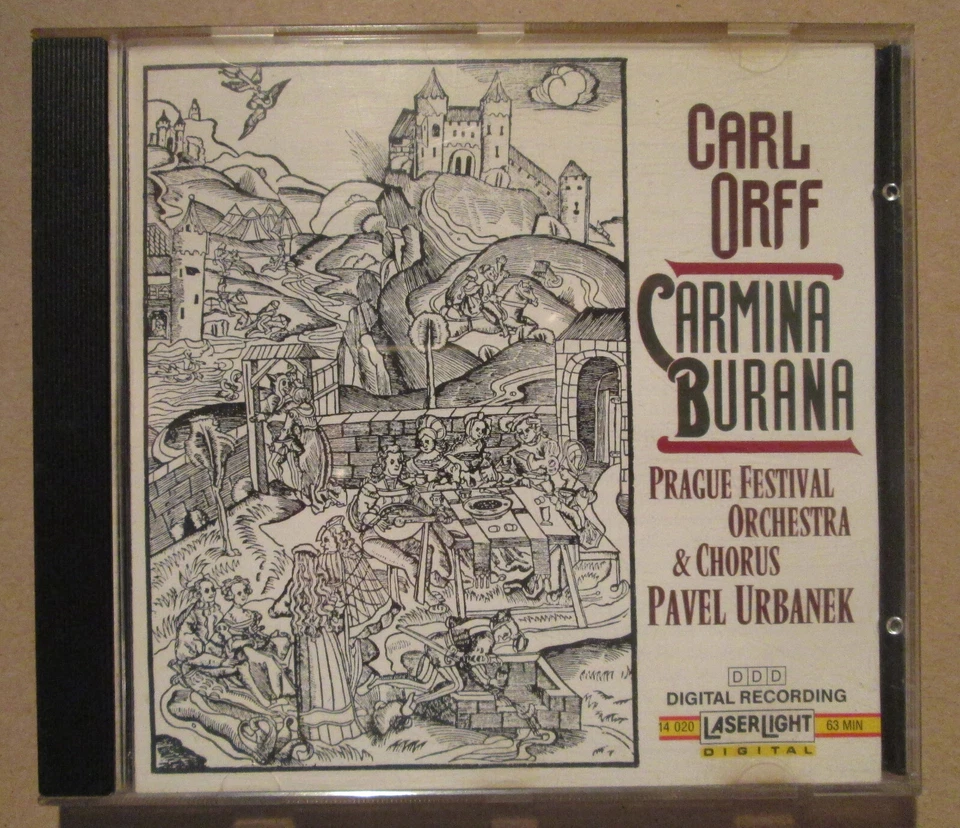 CARL
ORFF
CARMINA
BURANA
PRAGUE FESTIVAL
ORCHESTRA
& CHORUS
PAVEL URBANEK
DDD
DIGITAL RECORDING
14 020 LASERLIGHT 63 MIN
DIGITAL